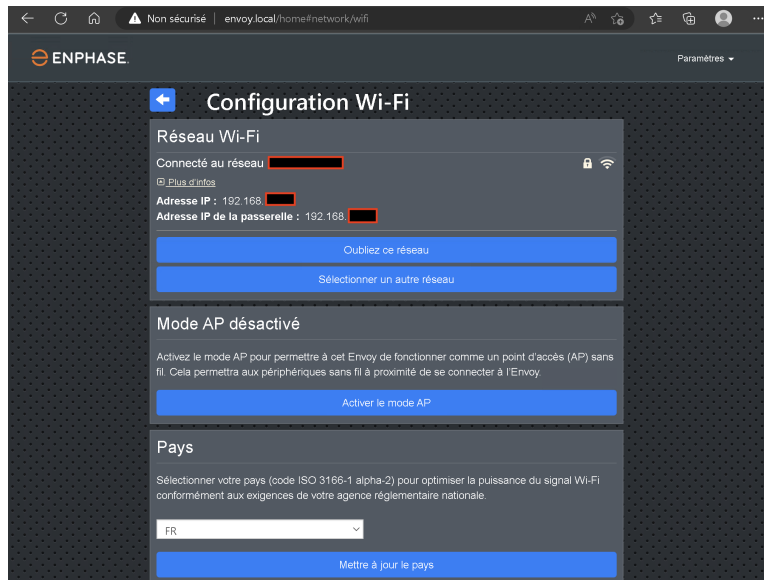 Non sécurisé | envoy.local/home#network/wifi
ENPHASE.
Paramètres
Configuration Wi-Fi
Réseau Wi-Fi
Connecté au réseau
Plus d'infos
Adresse IP : 192.168.
Adresse IP de la passerelle : 192.168.
Oubliez ce réseau
Sélectionner un autre réseau
Mode AP désactivé
Activez le mode AP pour permettre à cet Envoy de fonctionner comme un point d'accès (AP) sans
fil. Cela permettra aux périphériques sans fil à proximité de se connecter à l'Envoy.
Activer le mode AP
Pays
Sélectionner votre pays (code ISO 3166-1 alpha-2) pour optimiser la puissance du signal Wi-Fi
conformément aux exigences de votre agence réglementaire nationale.
FR
Mettre à jour le pays